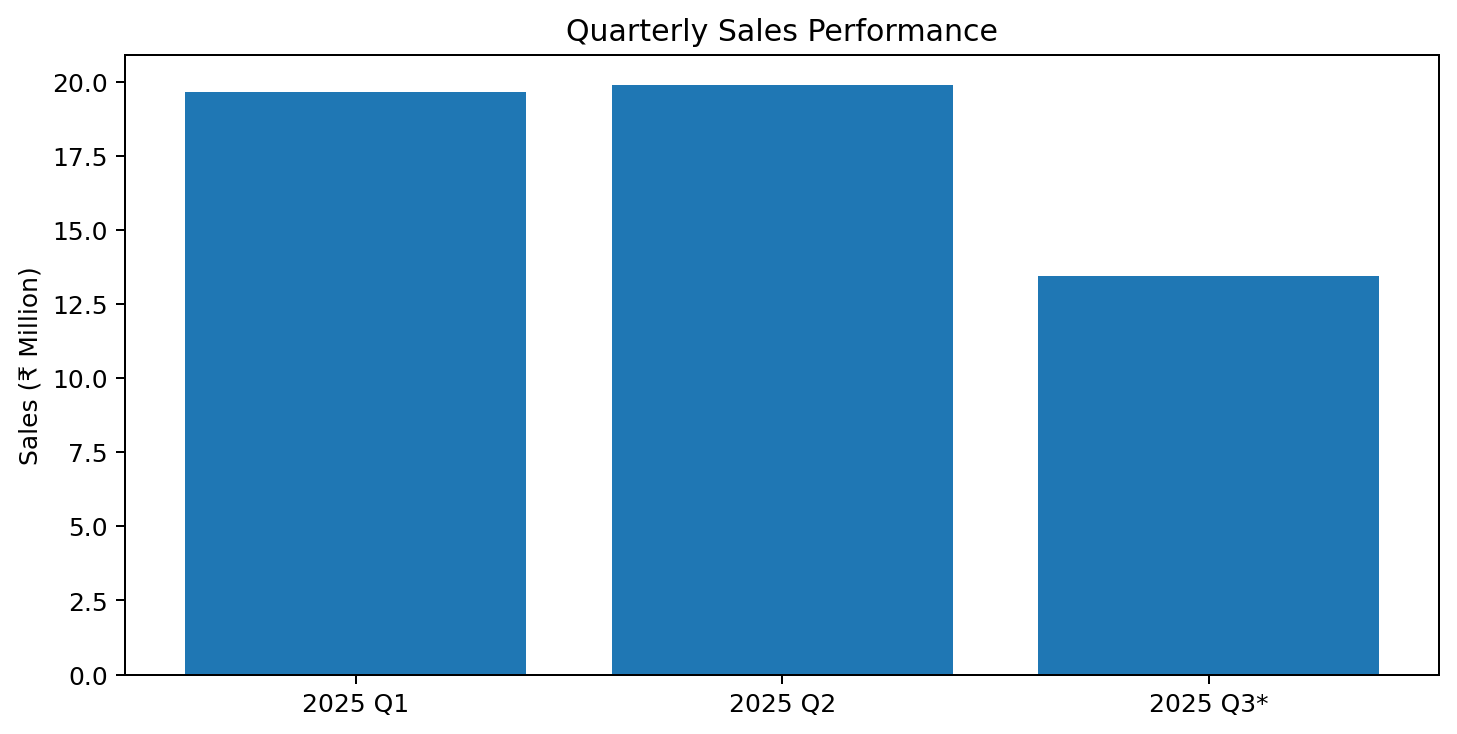 Quarterly Sales Performance
Sales (₹ Million)
20.0
17.5
15.0
12.5
10.0
7.5
5.0
2.5
0.0
2025 Q1
2025 Q2
2025 Q3*